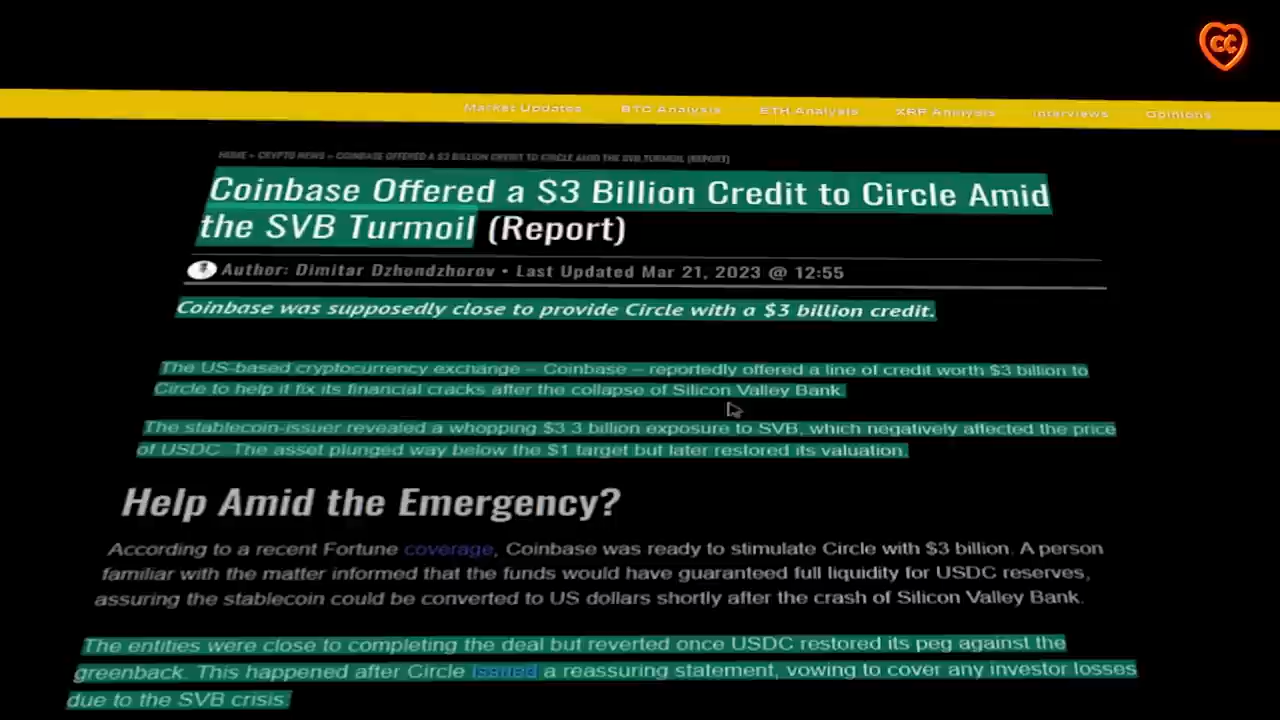 CC
Market Updates BTC Analysis ETH Analysis XRP Analysis Interviews Opinions
HOME » CRYPTO NEWS » COINBASE OFFERED A $3 BILLION CREDIT TO CIRCLE AMID THE SVB TURMOIL (REPORT)
Coinbase Offered a $3 Billion Credit to Circle Amid
the SVB Turmoil (Report)
Author: Dimitar Dzhondzhorov • Last Updated Mar 21, 2023 @ 12:55
Coinbase was supposedly close to provide Circle with a $3 billion credit.
The US-based cryptocurrency exchange – Coinbase – reportedly offered a line of credit worth $3 billion to
Circle to help it fix its financial cracks after the collapse of Silicon Valley Bank.
The stablecoin-issuer revealed a whopping $3.3 billion exposure to SVB, which negatively affected the price
of USDC. The asset plunged way below the $1 target but later restored its valuation.
Help Amid the Emergency?
According to a recent Fortune coverage, Coinbase was ready to stimulate Circle with $3 billion. A person
familiar with the matter informed that the funds would have guaranteed full liquidity for USDC reserves,
assuring the stablecoin could be converted to US dollars shortly after the crash of Silicon Valley Bank.
The entities were close to completing the deal but reverted once USDC restored its peg against the
greenback. This happened after Circle issued a reassuring statement, vowing to cover any investor losses
due to the SVB crisis.